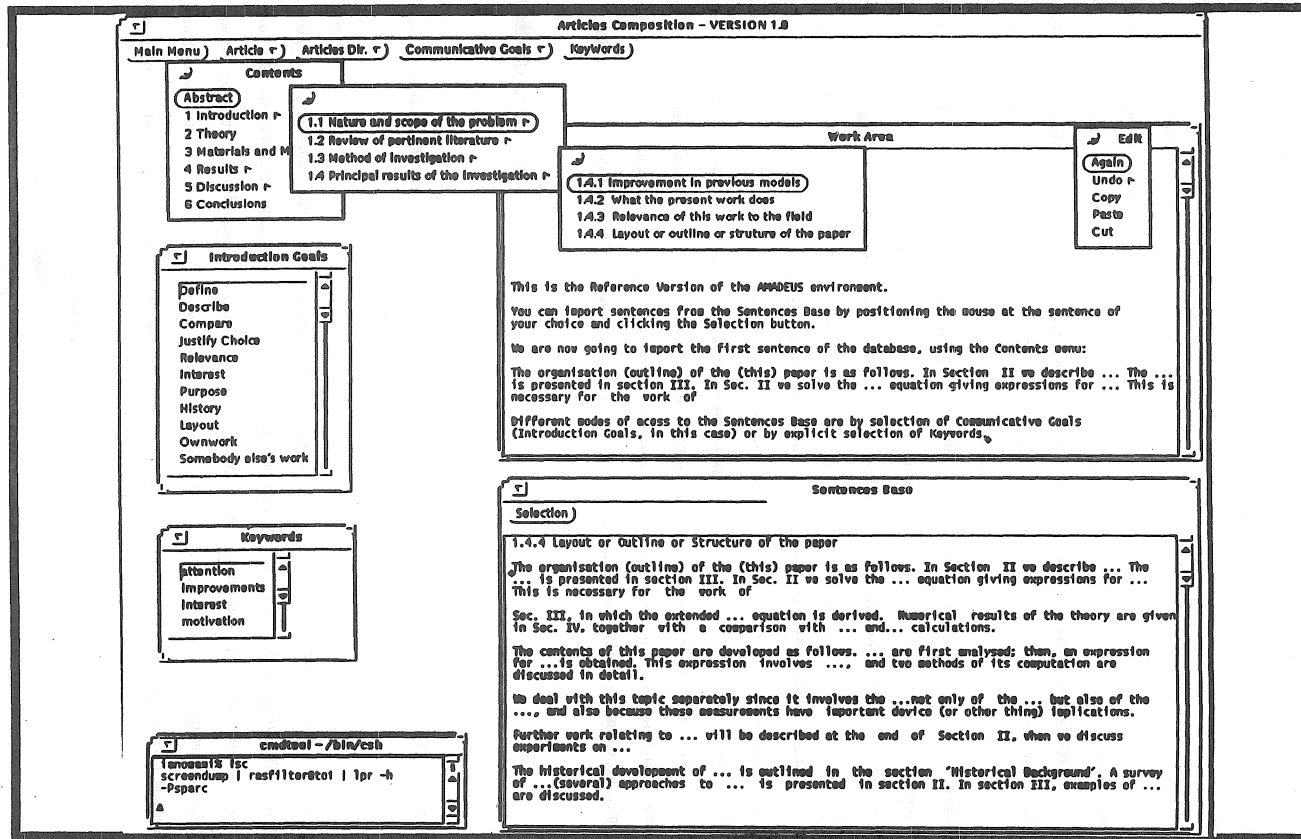 Articles Composition – VERSION 1.0
Main Menu) Article) Articles Dir.) Communicative Goals) KeyWords)
Contents
Abstract
1 Introduction
2 Theory
3 Materials and M
4 Results
5 Discussion
6 Conclusions
1.1 Nature and scope of the problem
1.2 Review of pertinent literature
1.3 Method of investigation
1.4 Principal results of the investigation
Work Area
1.4.1 Improvement in previous models
1.4.2 What the present work does
1.4.3 Relevance of this work to the field
1.4.4 Layout or outline or struture of the paper
Edit
Again
Undo
Copy
Paste
Cut
This is the Reference Version of the AMADEUS environment.
You can import sentences from the Sentences Base by positioning the mouse at the sentence of
your choice and clicking the Selection button.
We are now going to import the first sentence of the database, using the Contents menu:
The organisation (outline) of the (this) paper is as follows. In Section II we describe ... The ...
is presented in section III. In Sec. II we solve the ... equation giving expressions for ... This is
necessary for the work of
Different modes of acess to the Sentences Base are by selection of Communicative Goals
(Introduction Goals, in this case) or by explicit selection of Keywords.
Introduction Goals
Define
Describe
Compare
Justify Choice
Relevance
Interest
Purpose
History
Layout
Ownwork
Somebody else's work
Keywords
attention
improvements
interest
motivation
Sentences Base
Selection)
1.4.4 Layout or Outline or Structure of the paper
The organisation (outline) of the (this) paper is as follows. In Section II we describe ... The
... is presented in section III. In Sec. II we solve the ... equation giving expressions for ...
This is necessary for the work of
Sec. III, in which the extended ... equation is derived. Numerical results of the theory are given
in Sec. IV, together with a comparison with ... and... calculations.
The contents of this paper are developed as follows. ... are first analysed; then, an expression
for ...is obtained. This expression involves ...., and two methods of its computation are
discussed in detail.
We deal with this topic separately since it involves the ...not only of the ... but also of the
...., and also because these measurements have important device (or other thing) implications.
Further work relating to ... will be described at the end of Section II, when we discuss
experiments on ...
The historical development of ... is outlined in the section 'Historical Background'. A survey
of ...(several) approaches to ... is presented in section II. In section III, examples of ...
are discussed.
cmdtool – /bin/csh
screendump | rasfilter8to1 | lpr -h
-Psparc